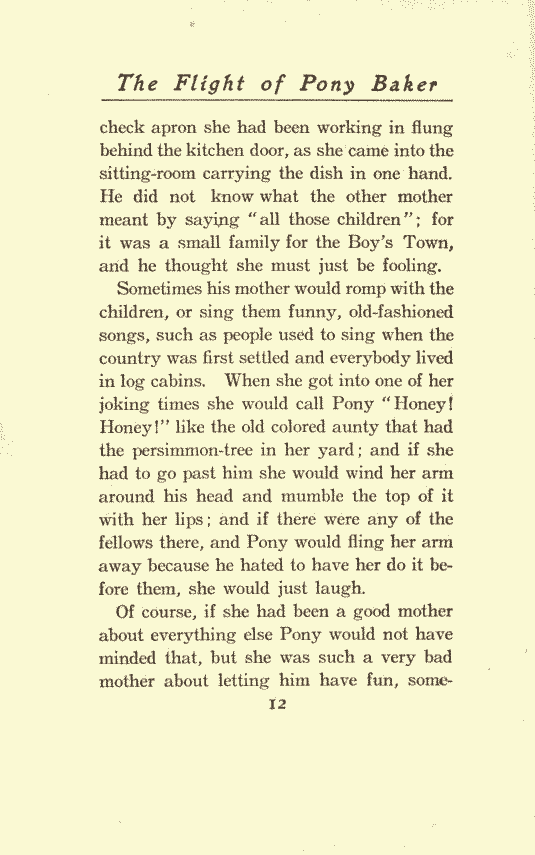 The Flight of Pony Baker
check apron she had been working in flung
behind the kitchen door, as she came into the
sitting-room carrying the dish in one hand.
He did not know what the other mother
meant by saying "all those children"; for
it was a small family for the Boy's Town,
and he thought she must just be fooling.
Sometimes his mother would romp with the
children, or sing them funny, old-fashioned
songs, such as people used to sing when the
country was first settled and everybody lived
in log cabins. When she got into one of her
joking times she would call Pony "Honey!
Honey!" like the old colored aunty that had
the persimmon-tree in her yard; and if she
had to go past him she would wind her arm
around his head and mumble the top of it
with her lips; and if there were any of the
fellows there, and Pony would fling her arm
away because he hated to have her do it be-
fore them, she would just laugh.
Of course, if she had been a good mother
about everything else Pony would not have
minded that, but she was such a very bad
mother about letting him have fun, some-
12